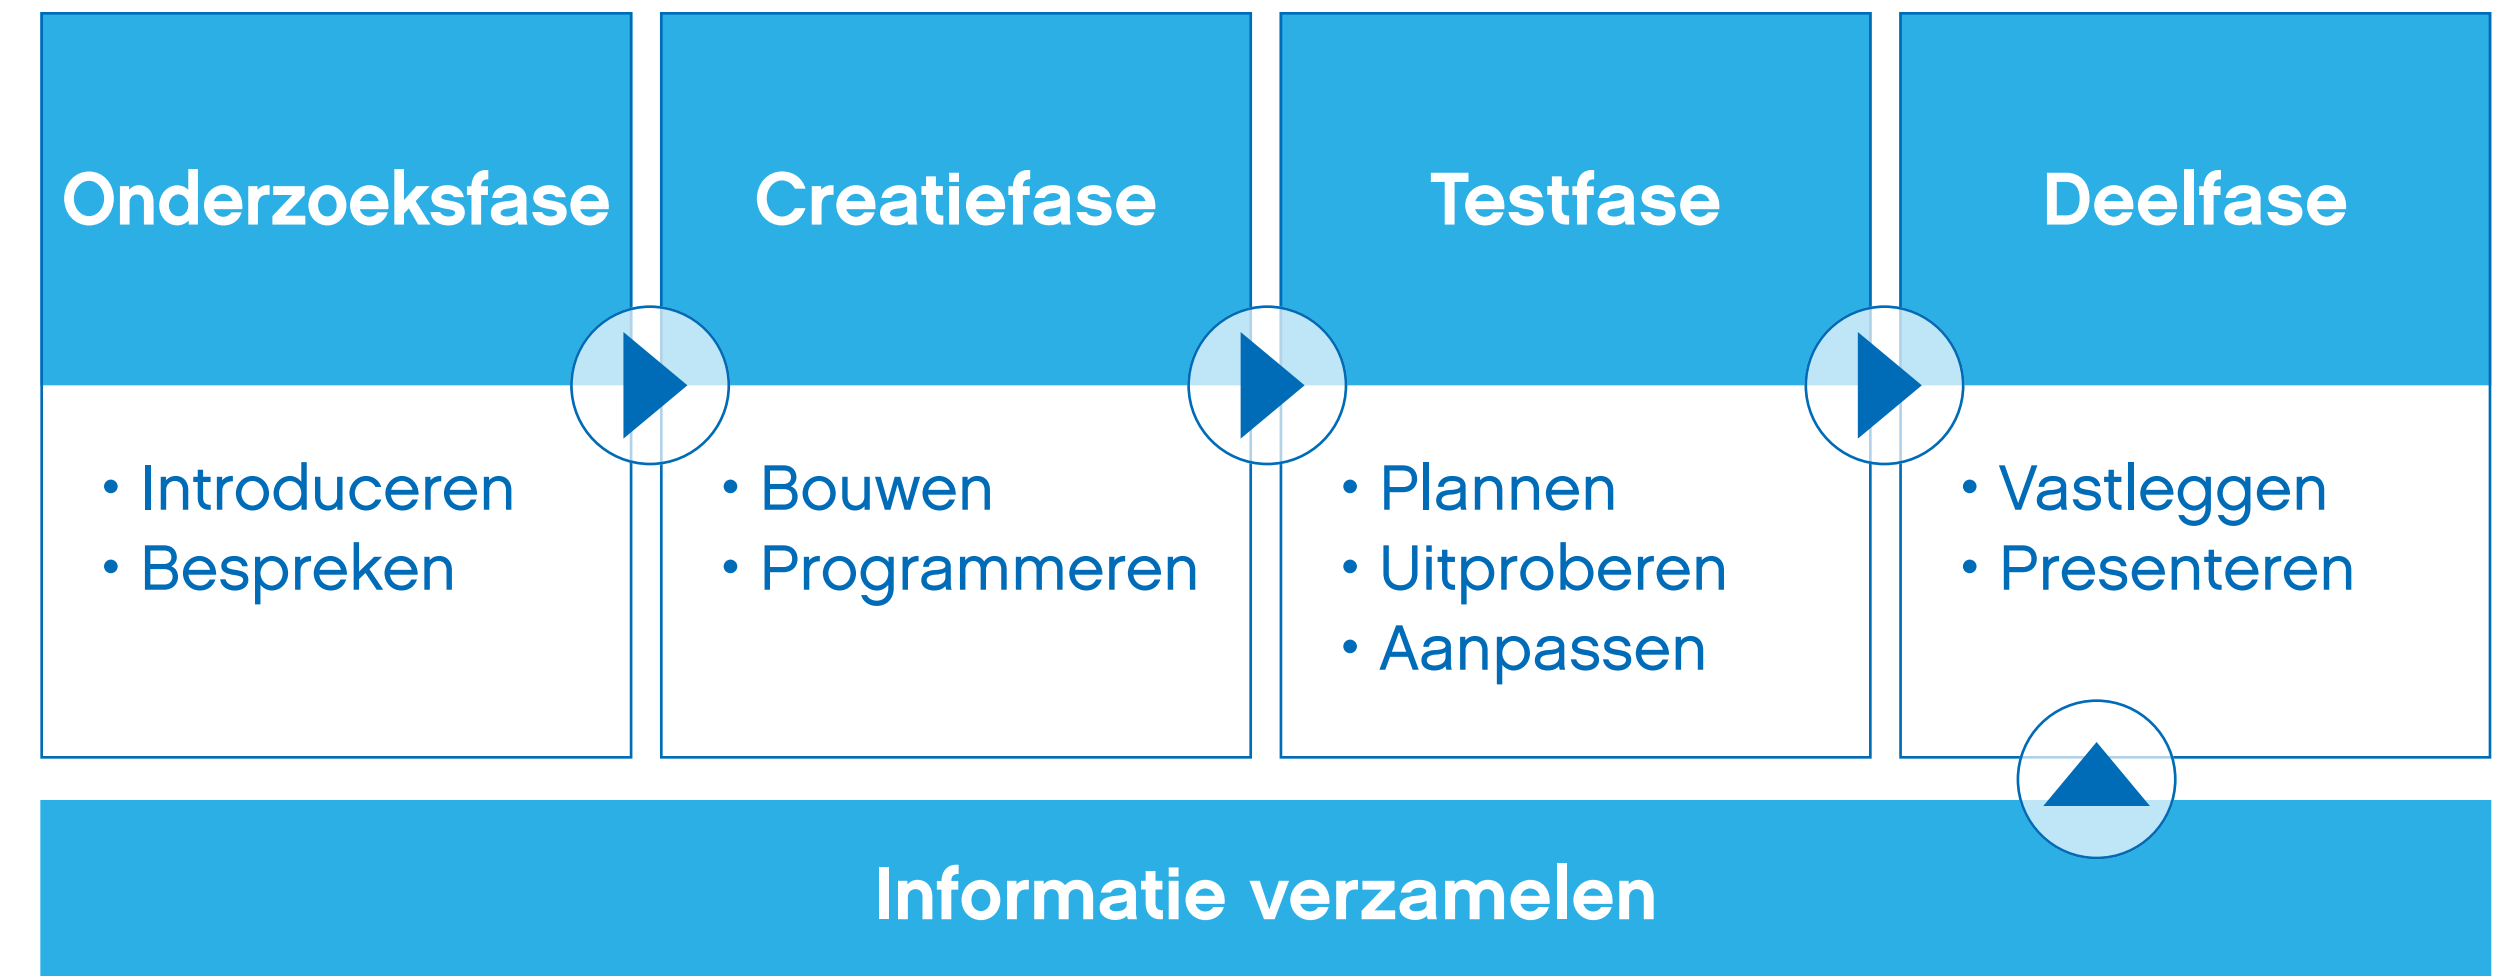 Onderzoeksfase
• Introduceren
• Bespreken
Creatiefase
• Bouwen
• Programmeren
Testfase
• Plannen
• Uitproberen
• Aanpassen
Deelfase
• Vastleggen
• Presenteren
Informatie verzamelen